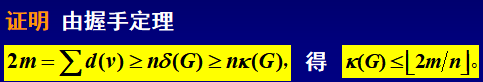 证明 由握手定理
2m = ∑ d(v) ≥ nδ(G) ≥ nκ(G), 得 κ(G) ≤ ⌊2m/n⌋。